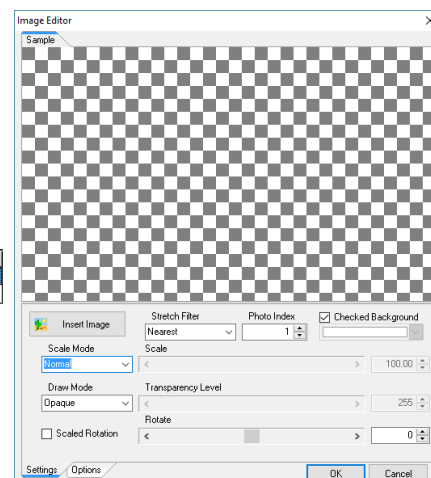 Image Editor
Sample
Insert Image
Stretch Filter
Nearest
Photo Index
1
Checked Background
Scale Mode
Normal
Scale
100.00
Draw Mode
Opaque
Transparency Level
255
Scaled Rotation
Rotate
0
Settings
Options
OK
Cancel